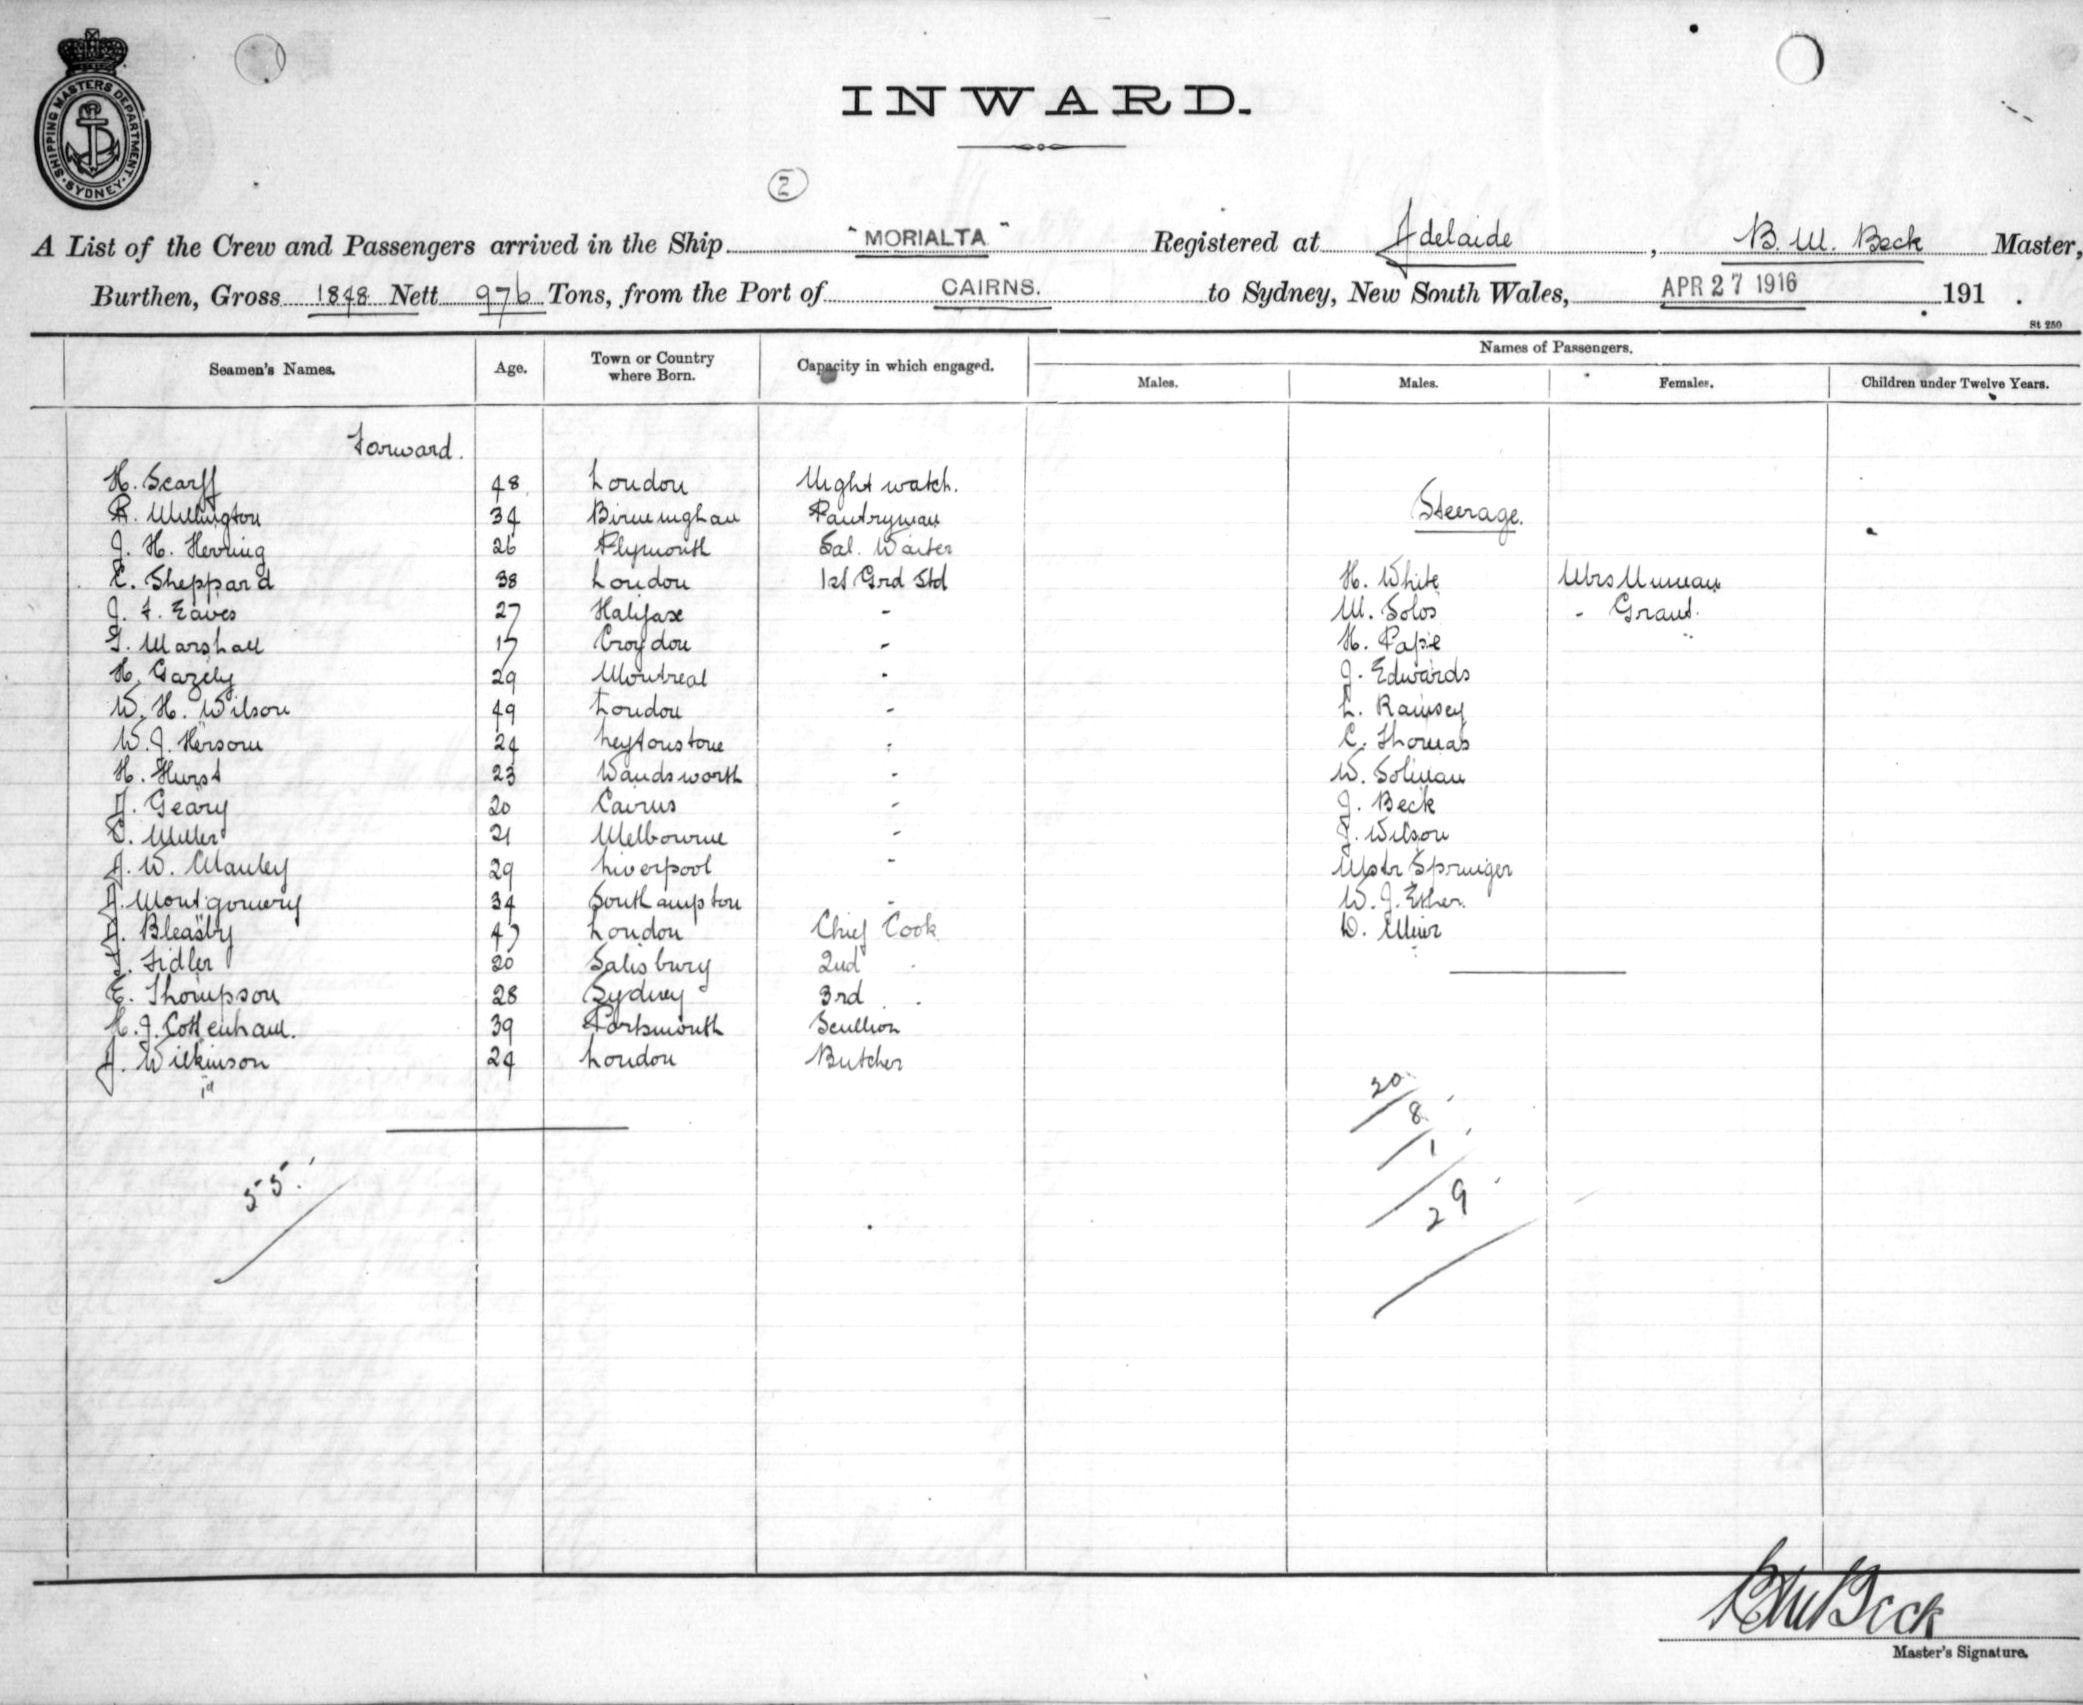 SHIPPING MASTERS DEPARTMENT · SYDNEY ·
INWARD.
2
A List of the Crew and Passengers arrived in the Ship "MORIALTA" Registered at Adelaide, B. M. Beck Master,
Burthen, Gross 1848 Nett 976 Tons, from the Port of CAIRNS. to Sydney, New South Wales, APR 27 1916 191 .
St 250
Names of Passengers.
Seamen's Names. Age. Town or Country where Born. Capacity in which engaged. Males. Males. Females. Children under Twelve Years.
Forward.
H. Scarff 48 London Night watch.
R. Millington 34 Birmingham Pantryman Steerage.
J. H. Herring 26 Plymouth Sal. Waiter
C. Sheppard 38 London 1st Grd Std H. White Mrs
J. F. Eaves 27 Halifax - M. Solos - Grant.
G. Marshall 17 Croydon - H. Pape
H. Gazely 29 Montreal - J. Edwards
W. H. Wilson 49 London - L. Ramsey
W. J. Hersom 24 Leytonstone - C. Thomas
H. Hurst 23 Wandsworth - W. Soliman
J. Geary 20 Cairns - J. Beck
C. Miller 21 Melbourne - J. Wilson
A. W. Manley 29 Liverpool - Mstr Springer
A. Montgomery 34 Southampton - W. J. Ether.
A. Bleasby 47 London Chief Cook D. Muir
Fidler 20 Salisbury 2nd -
E. Thompson 28 Sydney 3rd -
H. J. Cottenham. 39 Portsmouth Scullion
A. Wilkinson 24 London Butcher
19
20
8
1
55
29
B M Beck
Master's Signature.